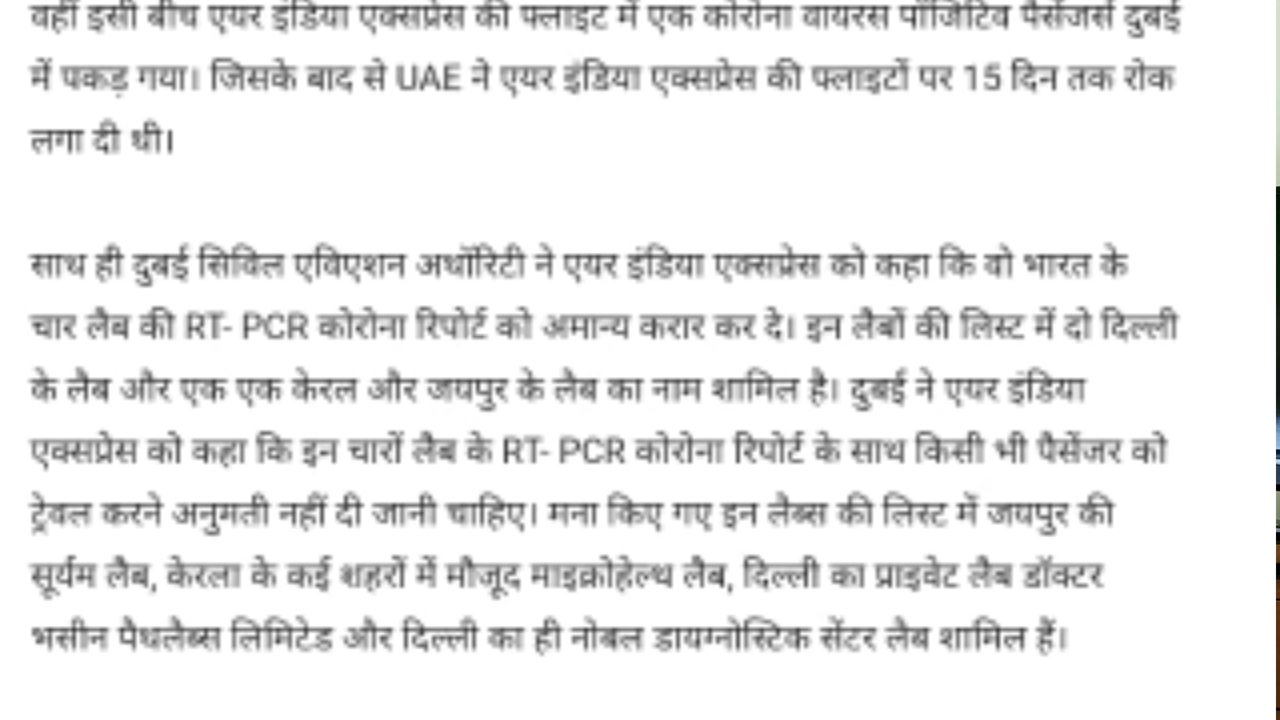 वहीं इसी बीच एयर इंडिया एक्सप्रेस की फ्लाइट में एक कोरोना वायरस पॉजिटिव पैसेंजर्स दुबई
में पकड़ गया। जिसके बाद से UAE ने एयर इंडिया एक्सप्रेस की फ्लाइटों पर 15 दिन तक रोक
लगा दी थी।
साथ ही दुबई सिविल एविएशन अथॉरिटी ने एयर इंडिया एक्सप्रेस को कहा कि वो भारत के
चार लैब की RT- PCR कोरोना रिपोर्ट को अमान्य करार कर दे। इन लैबों की लिस्ट में दो दिल्ली
के लैब और एक एक केरल और जयपुर के लैब का नाम शामिल है। दुबई ने एयर इंडिया
एक्सप्रेस को कहा कि इन चारों लैब के RT- PCR कोरोना रिपोर्ट के साथ किसी भी पैसेंजर को
ट्रेवल करने अनुमती नहीं दी जानी चाहिए। मना किए गए इन लैब्स की लिस्ट में जयपुर की
सूर्यम लैब, केरला के कई शहरों में मौजूद माइक्रोहेल्थ लैब, दिल्ली का प्राइवेट लैब डॉक्टर
भसीन पैथलैब्स लिमिटेड और दिल्ली का ही नोबल डायग्नोस्टिक सेंटर लैब शामिल हैं।